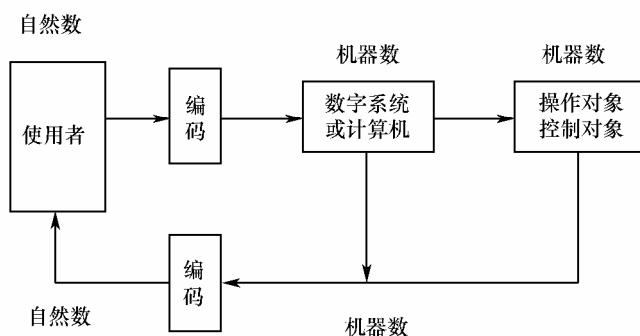 自然数
机器数
机器数
使用者
编
码
数字系统
或计算机
操作对象
控制对象
编
码
自然数
机器数